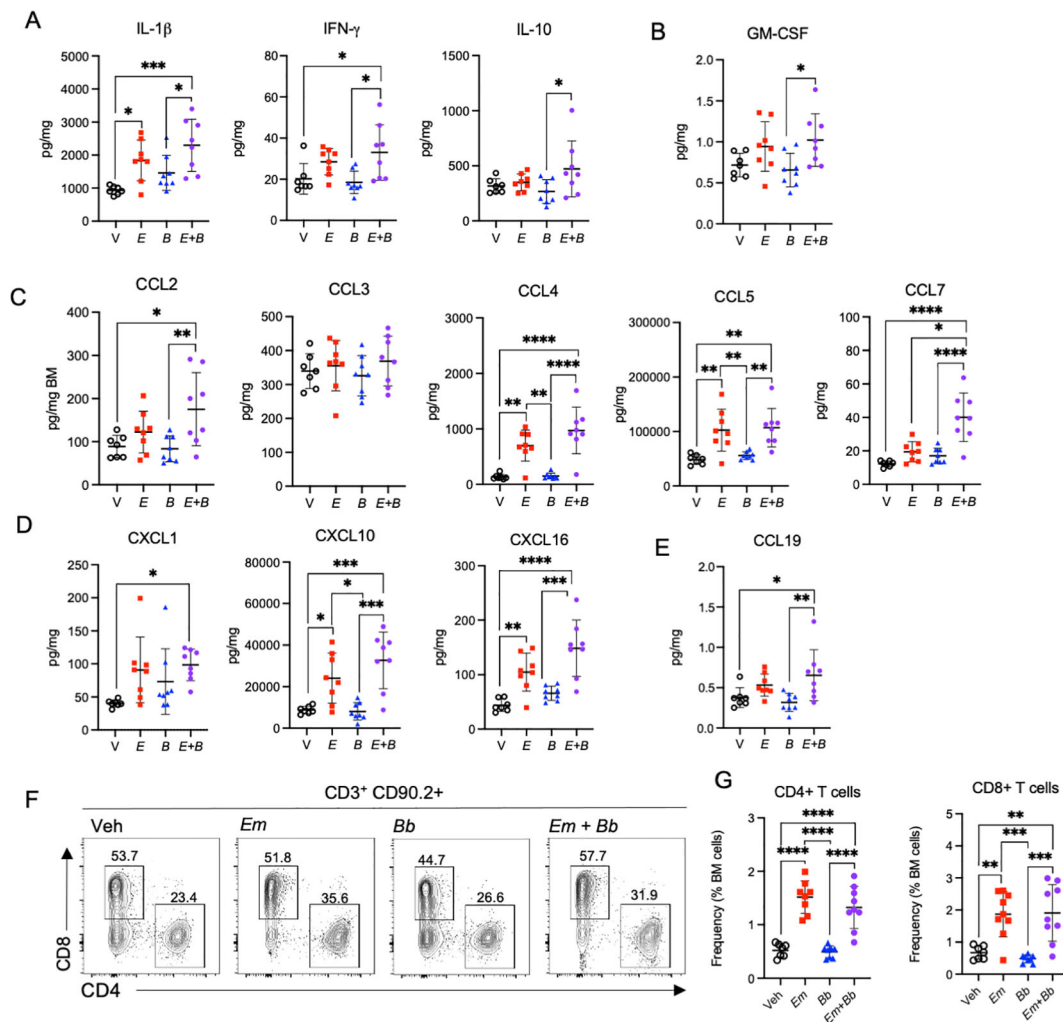 A
IL-1β
IFN-γ
IL-10
B
GM-CSF
pg/mg
5000
4000
3000
2000
1000
0
*
***
*
V E B E+B
pg/mg
80
60
40
20
0
*
*
V E B E+B
pg/mg
1500
1000
500
0
*
V E B E+B
pg/mg
2.0
1.5
1.0
0.5
0.0
*
V E B E+B
C
CCL2
CCL3
CCL4
CCL5
CCL7
pg/mg BM
400
300
200
100
0
*
**
V E B E+B
pg/mg
500
400
300
200
100
0
V E B E+B
pg/mg
3000
2000
1000
0
****
****
** **
V E B E+B
pg/mg
300000
200000
100000
0
**
**
** **
V E B E+B
pg/mg
100
80
60
40
20
0
****
*
****
V E B E+B
D
CXCL1
CXCL10
CXCL16
E
CCL19
pg/mg
250
200
150
100
50
0
*
V E B E+B
pg/mg
80000
60000
40000
20000
10000
0
***
*
* ***
V E B E+B
pg/mg
300
200
100
0
****
***
**
V E B E+B
pg/mg
2.0
1.5
1.0
0.5
0.0
*
**
V E B E+B
F
CD3+ CD90.2+
Veh Em Bb Em + Bb
53.7 51.8 44.7 57.7
23.4 35.6 26.6 31.9
CD8
CD4
G
CD4+ T cells
CD8+ T cells
Frequency (% BM cells)
3
2
1
0
****
****
**** ****
Veh Em Bb Em+Bb
Frequency (% BM cells)
5
4
3
2
1
0
**
***
** ***
Veh Em Bb Em+Bb